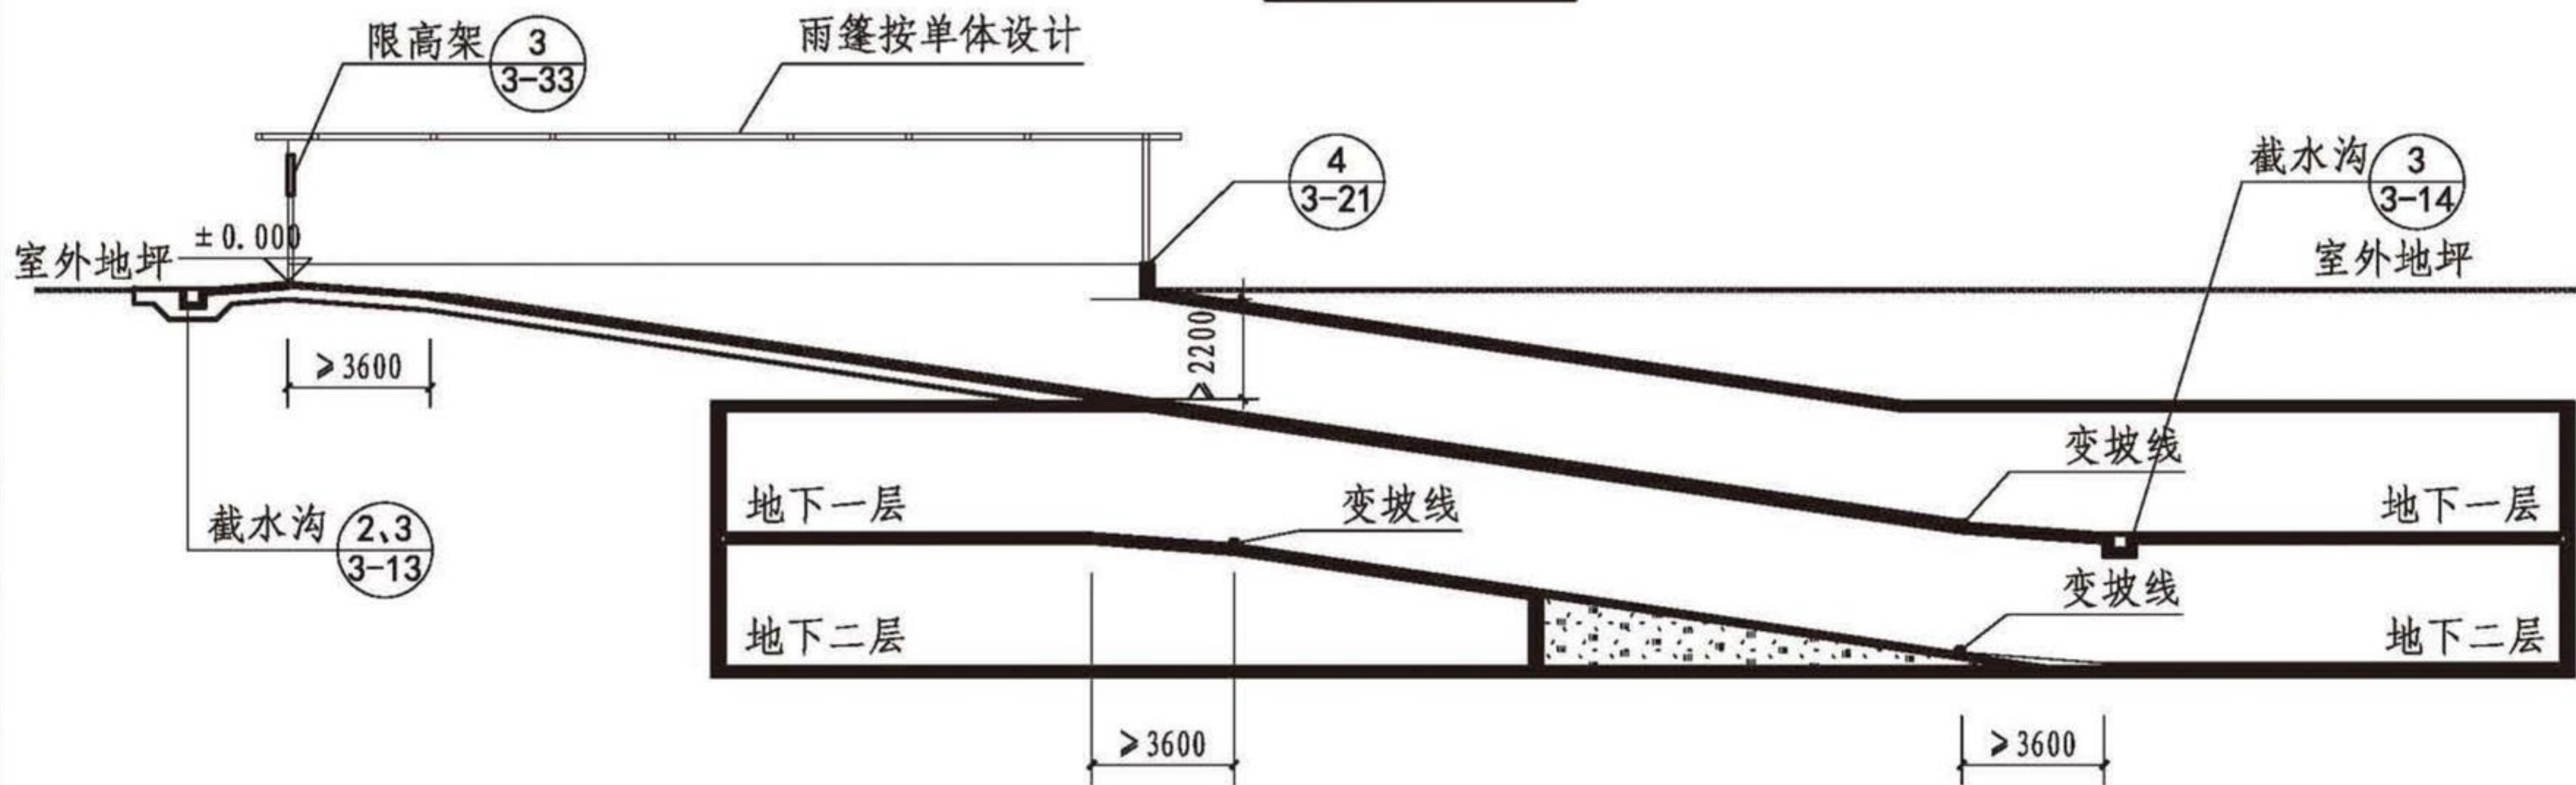 限高架 3
3-33
雨篷按单体设计
4
3-21
截水沟 3
3-14
室外地坪
±0.000
室外地坪
≥3600
≥2200
变坡线
地下一层
变坡线
地下一层
截水沟 2、3
3-13
变坡线
地下二层
地下二层
≥3600
≥3600